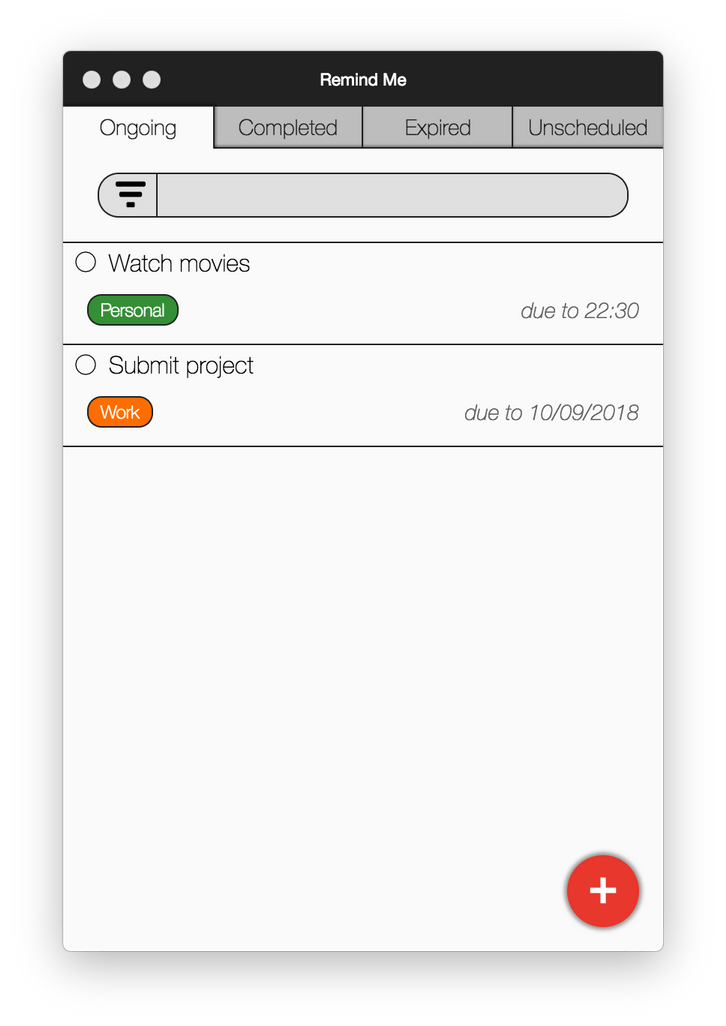 Remind Me
Ongoing Completed Expired Unscheduled
Watch movies
Personal due to 22:30
Submit project
Work due to 10/09/2018